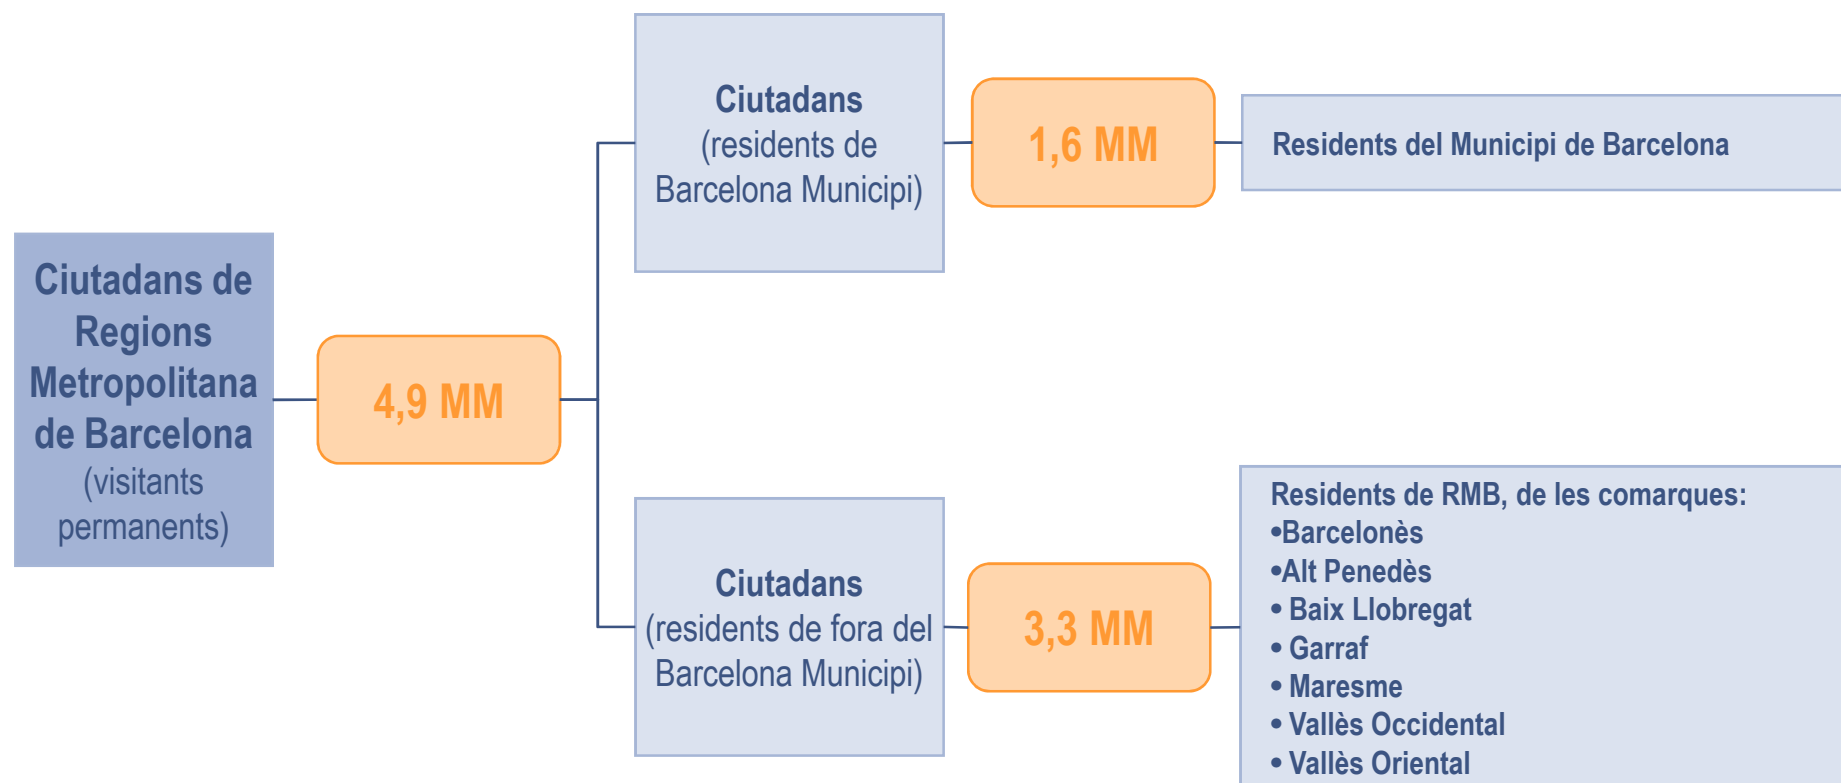 Ciutadans de
Regions
Metropolitana
de Barcelona
(visitants
permanents)
4,9 MM
Ciutadans
(residents de
Barcelona Municipi)
1,6 MM
Residents del Municipi de Barcelona
Ciutadans
(residents de fora del
Barcelona Municipi)
3,3 MM
Residents de RMB, de les comarques:
•Barcelonès
•Alt Penedès
• Baix Llobregat
• Garraf
• Maresme
• Vallès Occidental
• Vallès Oriental